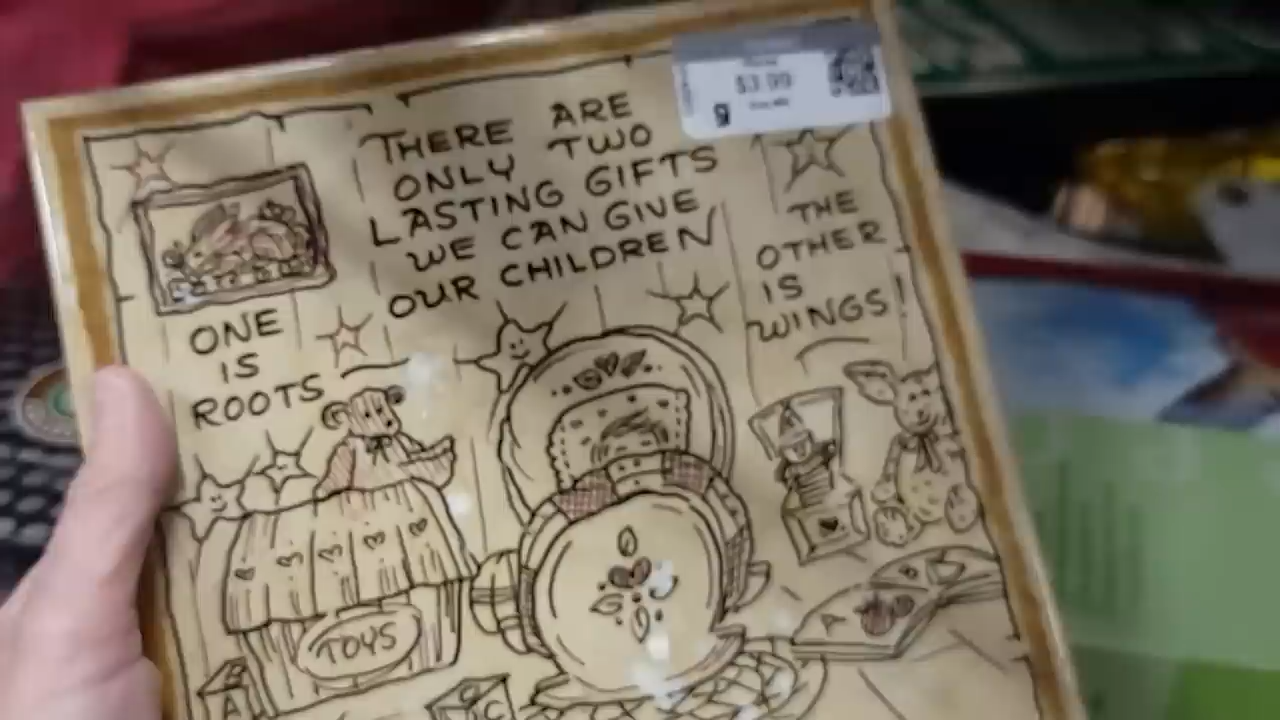 $3.99
g
THERE ARE
ONLY TWO
LASTING GIFTS
WE CAN GIVE
OUR CHILDREN
ONE
IS
ROOTS
THE
OTHER
IS
WINGS!
TOYS
A
C
A
B